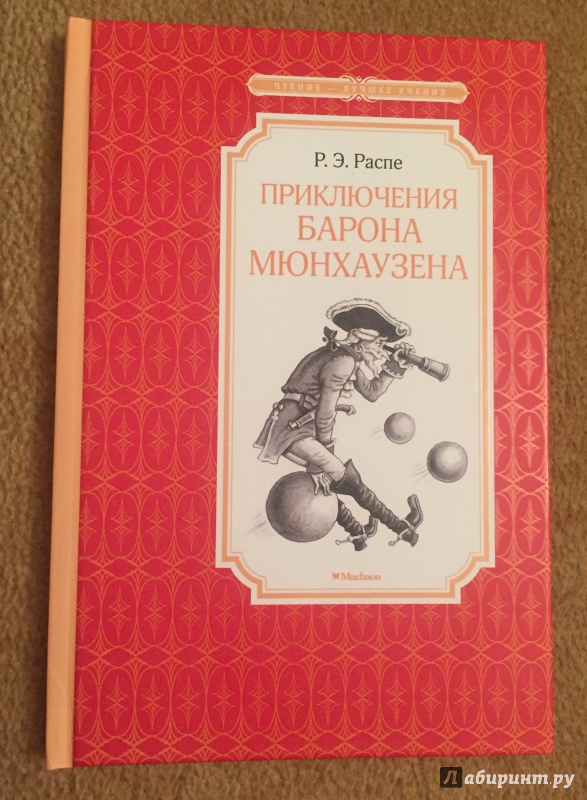 ЧТЕНИЕ – ЛУЧШЕЕ УЧЕНИЕ
Р. Э. Распе
ПРИКЛЮЧЕНИЯ
БАРОНА
МЮНХАУЗЕНА
Machaon
Лабиринт.ру